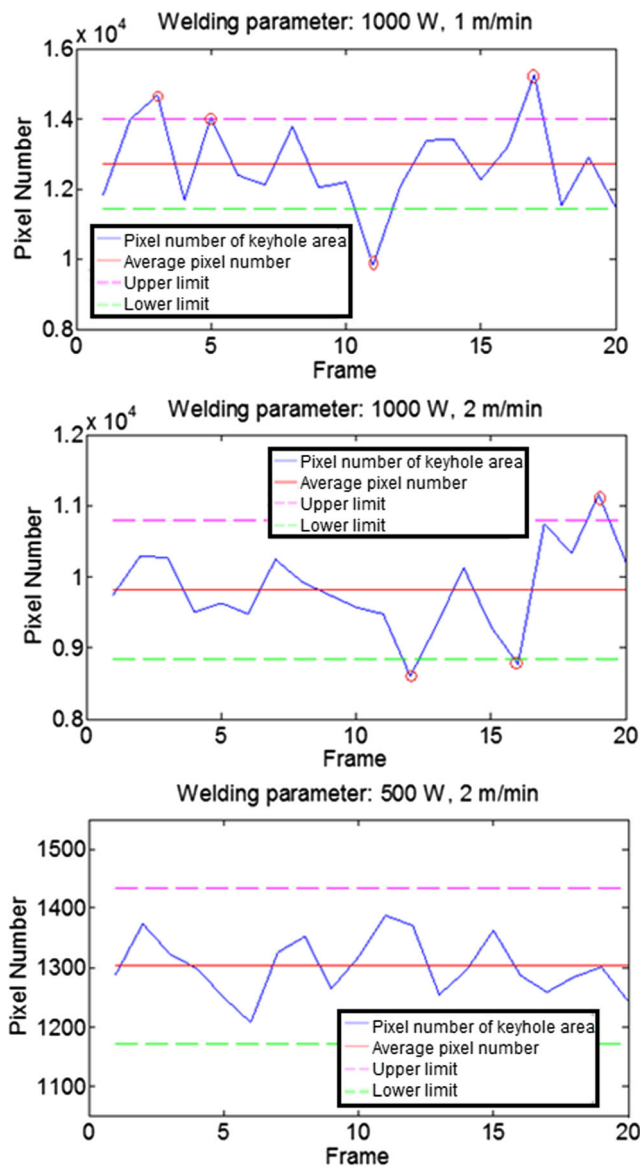 Welding parameter: 1000 W, 1 m/min
x 10^4
1.6
1.4
1.2
1
0.8
Pixel Number
Pixel number of keyhole area
Average pixel number
Upper limit
Lower limit
0 5 10 15 20
Frame
Welding parameter: 1000 W, 2 m/min
x 10^4
1.2
1.1
1
0.9
0.8
Pixel Number
Pixel number of keyhole area
Average pixel number
Upper limit
Lower limit
0 5 10 15 20
Frame
Welding parameter: 500 W, 2 m/min
1500
1400
1300
1200
1100
Pixel Number
Pixel number of keyhole area
Average pixel number
Upper limit
Lower limit
0 5 10 15 20
Frame